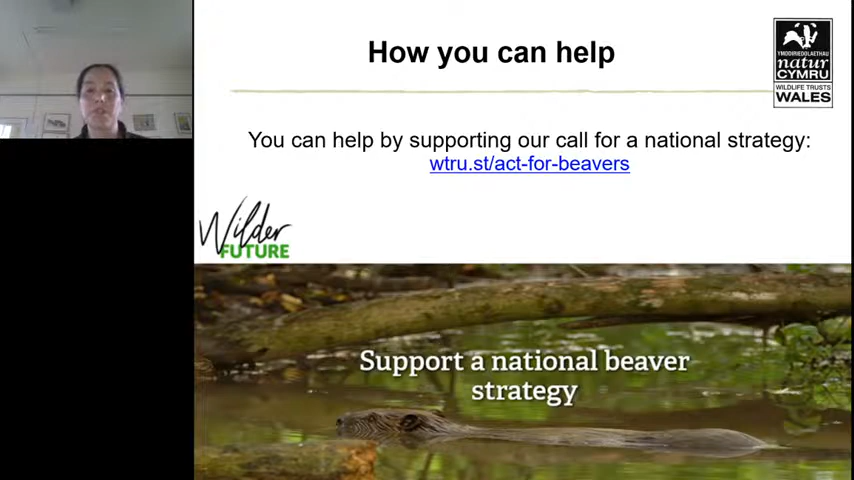 How you can help
YMDDIRIEDOLAETHAU
natur
CYMRU
WILDLIFE TRUSTS
WALES
You can help by supporting our call for a national strategy:
wtru.st/act-for-beavers
Wilder
FUTURE
Support a national beaver
strategy